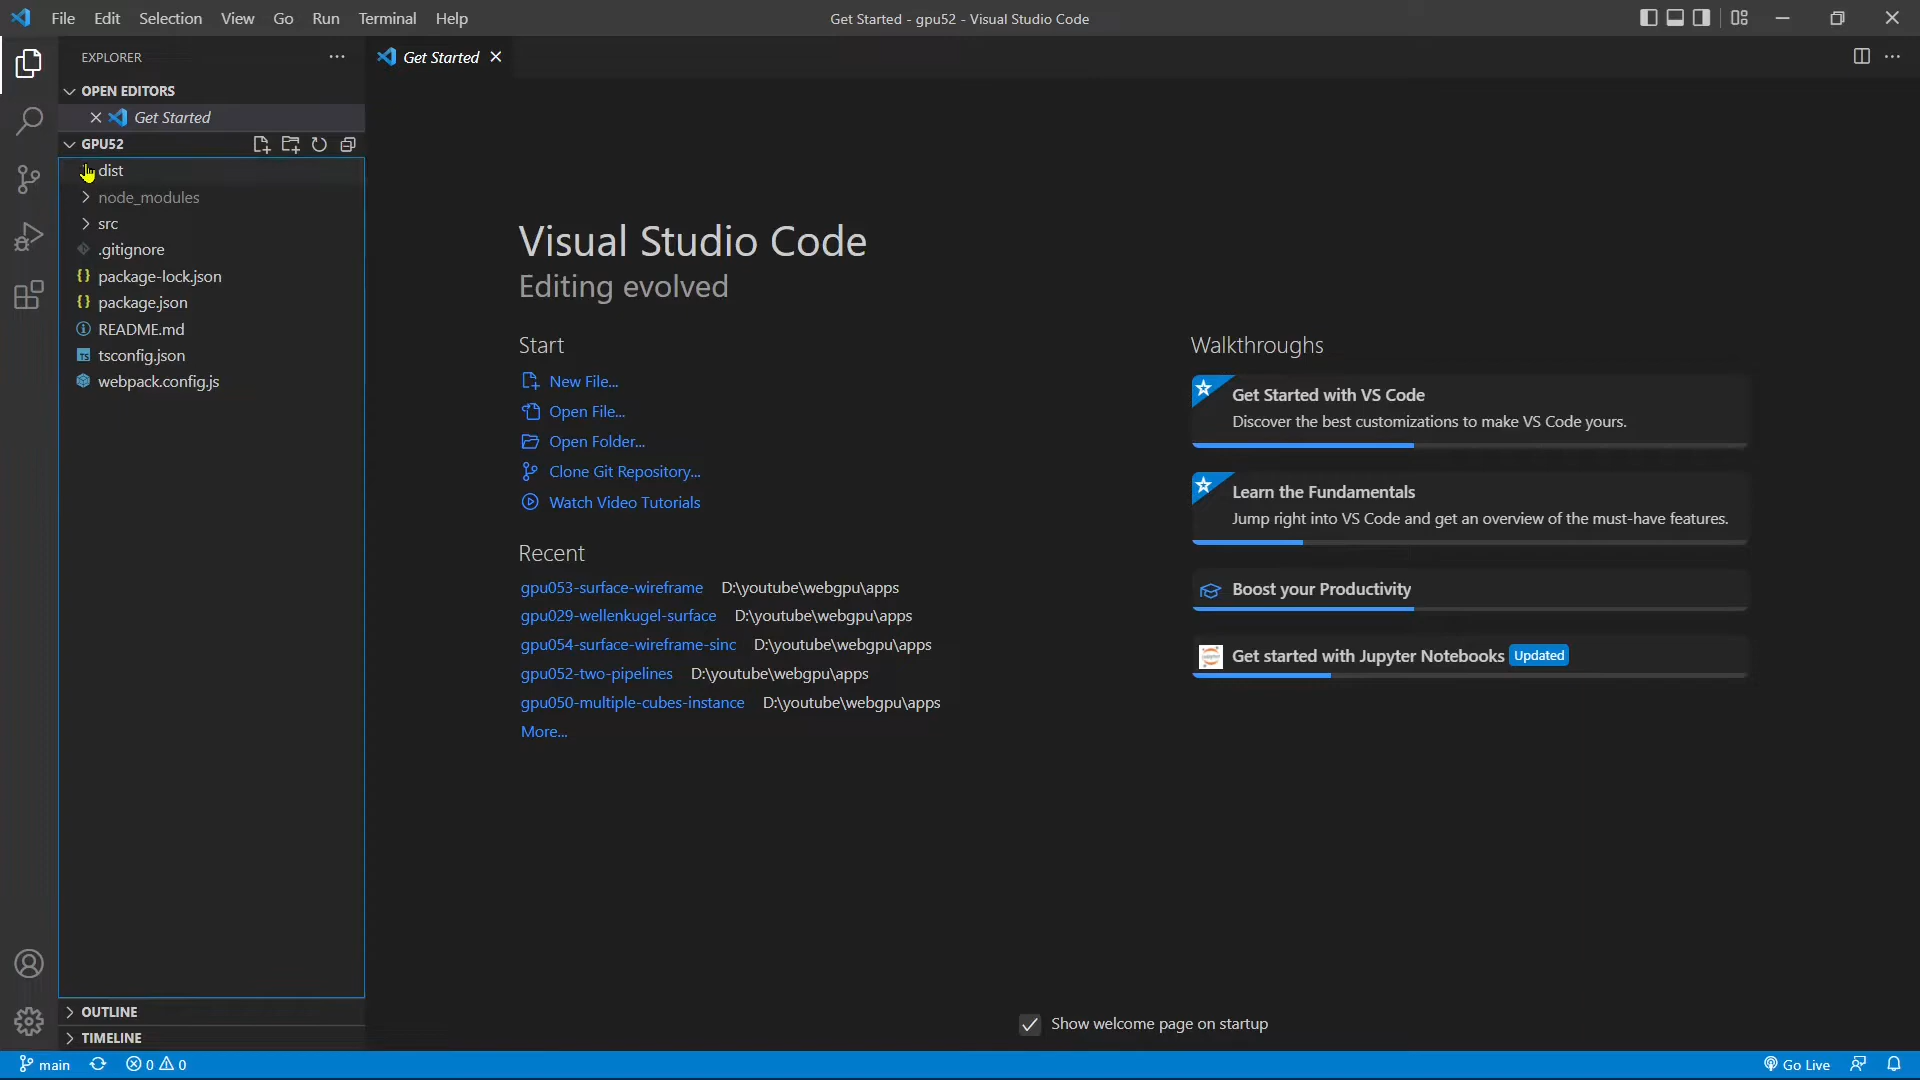 File Edit Selection View Go Run Terminal Help
Get Started - gpu52 - Visual Studio Code
EXPLORER
OPEN EDITORS
Get Started
GPU52
dist
node_modules
src
.gitignore
package-lock.json
package.json
README.md
tsconfig.json
webpack.config.js
OUTLINE
TIMELINE
Get Started
Visual Studio Code
Editing evolved
Start
New File...
Open File...
Open Folder...
Clone Git Repository...
Watch Video Tutorials
Recent
gpu053-surface-wireframe D:\youtube\webgpu\apps
gpu029-wellenkugel-surface D:\youtube\webgpu\apps
gpu054-surface-wireframe-sinc D:\youtube\webgpu\apps
gpu052-two-pipelines D:\youtube\webgpu\apps
gpu050-multiple-cubes-instance D:\youtube\webgpu\apps
More...
Walkthroughs
Get Started with VS Code
Discover the best customizations to make VS Code yours.
Learn the Fundamentals
Jump right into VS Code and get an overview of the must-have features.
Boost your Productivity
Get started with Jupyter Notebooks Updated
Show welcome page on startup
main 0 0 Go Live